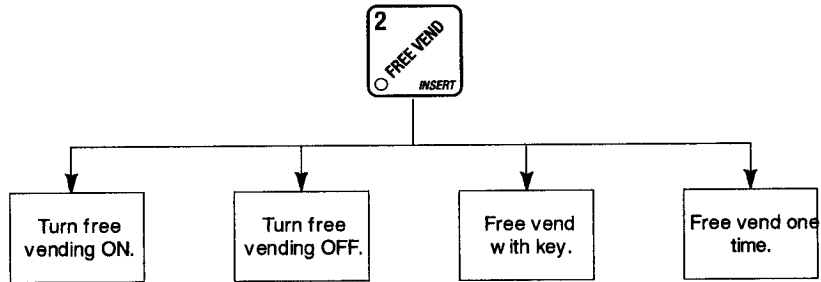 2
FREE VEND
INSERT
Turn free
vending ON.
Turn free
vending OFF.
Free vend
with key.
Free vend one
time.